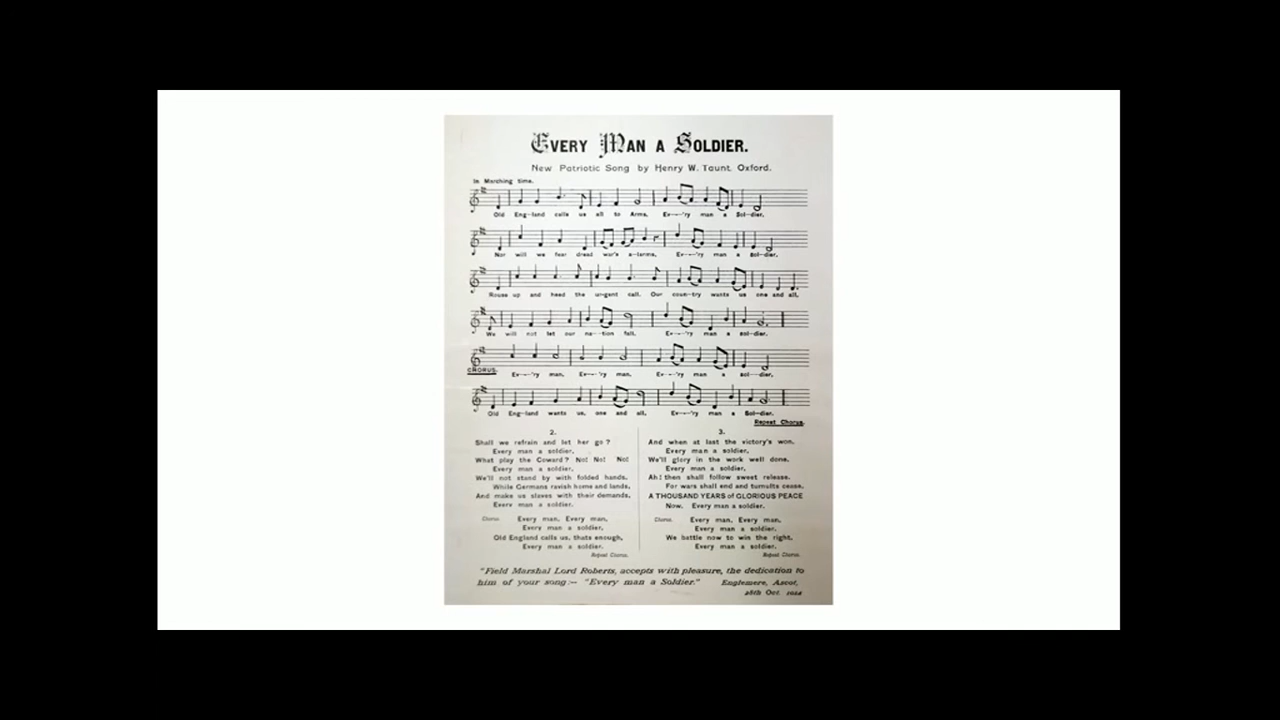 EVERY MAN A SOLDIER.
New Patriotic Song by Henry W. Taunt. Oxford.
In Marching time.
Old Eng-land calls us all to Arms, Ev-'ry man a Sol-dier,
Nor will we fear dread war's a-larms, Ev-'ry man a Sol-dier.
Rouse up and heed the urgent call. Our coun-try wants us one and all,
We will not let our na-tion fall. Ev-'ry man a sol-dier.
CHORUS. Ev-'ry man, Ev-'ry man, Ev-'ry man a sol-dier,
Old Eng-land wants us, one and all, Ev-'ry man a Sol-dier.
Repeat Chorus.
2.
Shall we refrain and let her go?
Every man a soldier,
What play the Coward? No! No! No!
Every man a soldier.
We'll not stand by with folded hands,
While Germans ravish home and lands,
And make us slaves with their demands,
Every man a soldier.
Chorus. Every man, Every man,
Every man a soldier,
Old England calls us, thats enough,
Every man a soldier.
Repeat Chorus.
3.
And when at last the victory's won,
Every man a soldier,
We'll glory in the work well done,
Every man a soldier,
Ah! then shall follow sweet release,
For wars shall end and tumults cease,
A THOUSAND YEARS of GLORIOUS PEACE
Now, Every man a soldier.
Chorus. Every man, Every man,
Every man a soldier,
We battle now to win the right,
Every man a soldier.
Repeat Chorus.
"Field Marshal Lord Roberts, accepts with pleasure, the dedication to
him of your song:— "Every man a Soldier." Englemere, Ascot,
28th Oct.